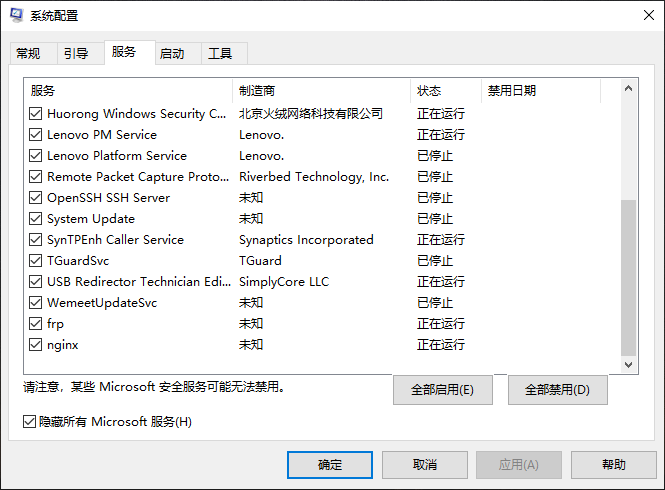 系统配置
常规 引导 服务 启动 工具
服务 制造商 状态 禁用日期
Huorong Windows Security C... 北京火绒网络科技有限公司 正在运行
Lenovo PM Service Lenovo. 正在运行
Lenovo Platform Service Lenovo. 已停止
Remote Packet Capture Proto... Riverbed Technology, Inc. 已停止
OpenSSH SSH Server 未知 已停止
System Update 未知 已停止
SynTPEnh Caller Service Synaptics Incorporated 正在运行
TGuardSvc TGuard 已停止
USB Redirector Technician Edi... SimplyCore LLC 正在运行
WemeetUpdateSvc 未知 已停止
frp 未知 正在运行
nginx 未知 正在运行
请注意，某些 Microsoft 安全服务可能无法禁用。
全部启用(E) 全部禁用(D)
隐藏所有 Microsoft 服务(H)
确定 取消 应用(A) 帮助